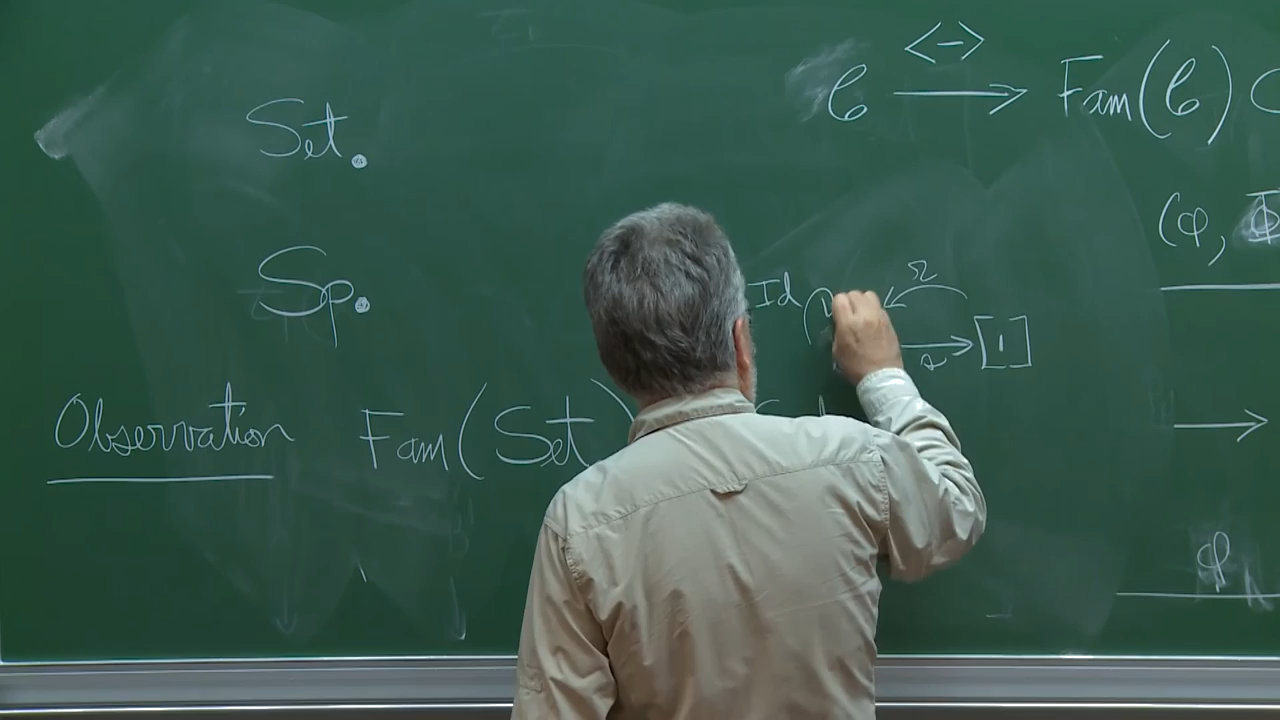 Set.
𝒞 ⟨-⟩ ⟶ Fam(𝒞)
Sp.
(φ, Φ
Id
r
s ⟶ [1]
Observation Fam(Set)
⟶
φ